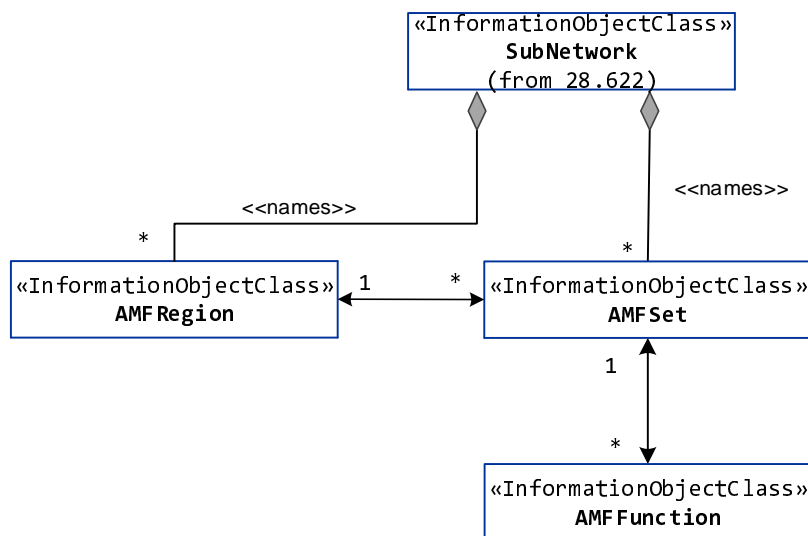 «InformationObjectClass»
SubNetwork
(from 28.622)
<<names>>
<<names>>
*
*
«InformationObjectClass»
AMFRegion
1
*
«InformationObjectClass»
AMFSet
1
*
«InformationObjectClass»
AMFFunction